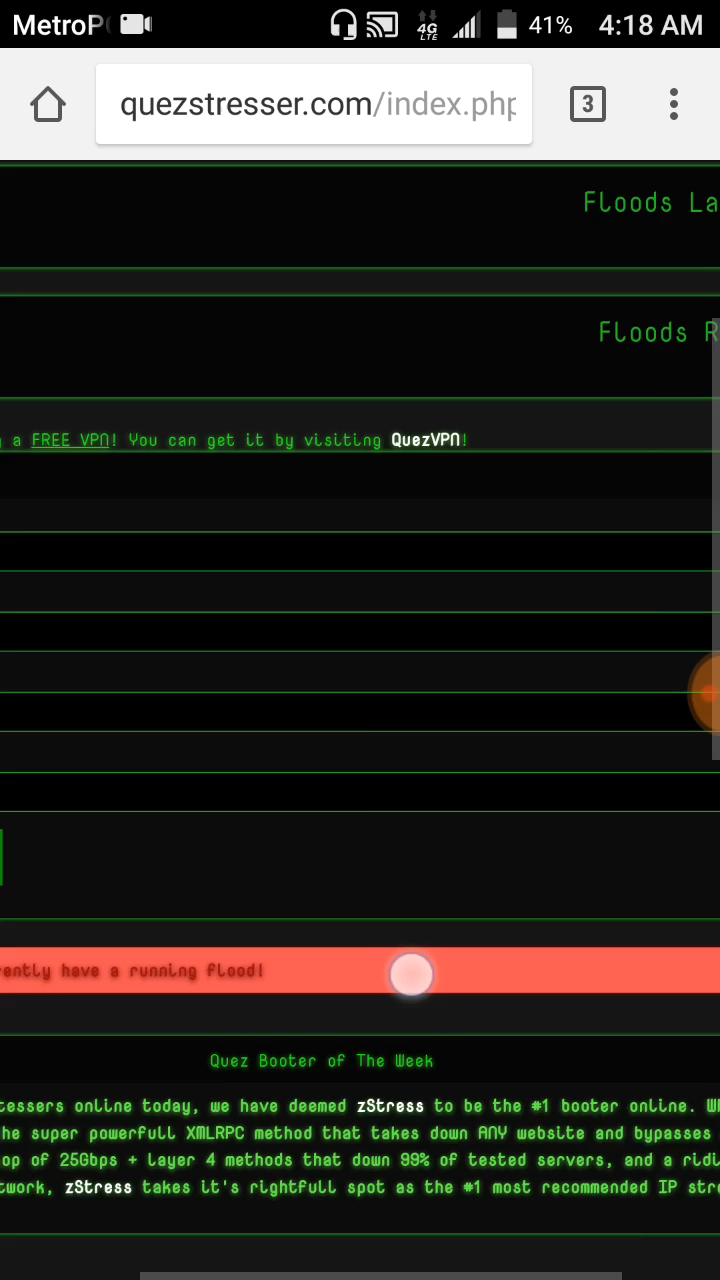 MetroP
4G
LTE
41%
4:18 AM
quezstresser.com/index.php
3
Floods La
Floods R
a FREE VPN! You can get it by visiting QuezVPN!
rently have a running flood!
Quez Booter of The Week
tessers online today, we have deemed zStress to be the #1 booter online. W
he super powerfull XMLRPC method that takes down ANY website and bypasses
op of 25Gbps + layer 4 methods that down 99% of tested servers, and a ridi
twork, zStress takes it's rightfull spot as the #1 most recommended IP stre